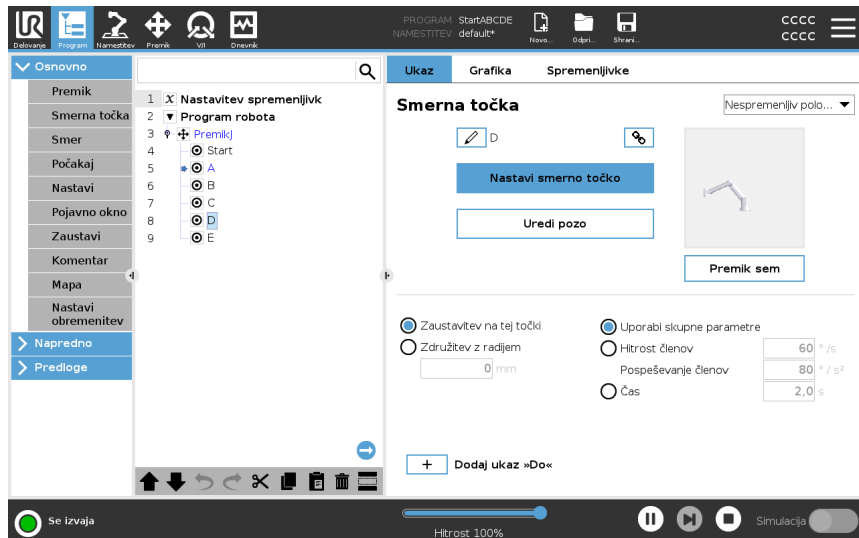 UR
PROGRAM StartABCDE
NAMESTITEV default*
cccc
cccc
Delovanje Program Namestitev Premik V/I Dnevnik Novo... Odpri... Shrani...
Osnovno
Premik
Smerna točka
Smer
Počakaj
Nastavi
Pojavno okno
Zaustavi
Komentar
Mapa
Nastavi
obremenitev
Napredno
Predloge
1 X Nastavitev spremenljivk
2 Program robota
3 PremikJ
4 Start
5 A
6 B
7 C
8 D
9 E
Ukaz Grafika Spremenljivke
Smerna točka Nespremenljiv polo...
D
Nastavi smerno točko
Uredi pozo
Premik sem
Zaustavitev na tej točki
Združitev z radijem
0 mm
Uporabi skupne parametre
Hitrost členov 60 °/s
Pospeševanje členov 80 °/s²
Čas 2,0 s
+ Dodaj ukaz »Do«
Se izvaja
Hitrost 100%
Simulacija